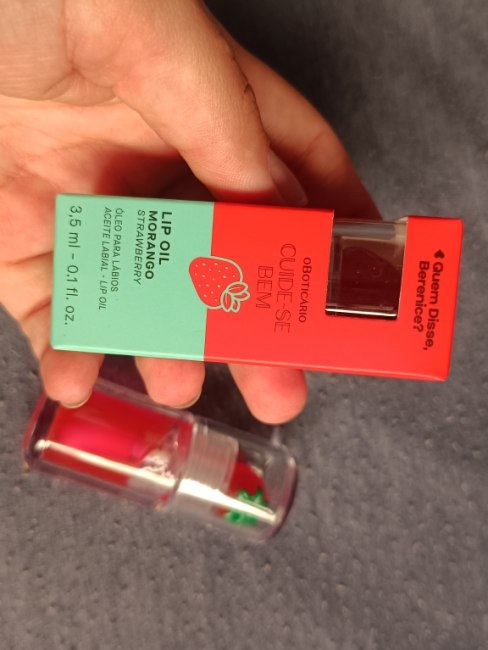 Quem Disse,
Berenice?
oBOTICÁRIO
CUIDE-SE
BEM
LIP OIL
MORANGO
STRAWBERRY
ÓLEO PARA LÁBIOS
ACEITE LABIAL · LIP OIL
3,5 ml - 0.1 fl. oz.